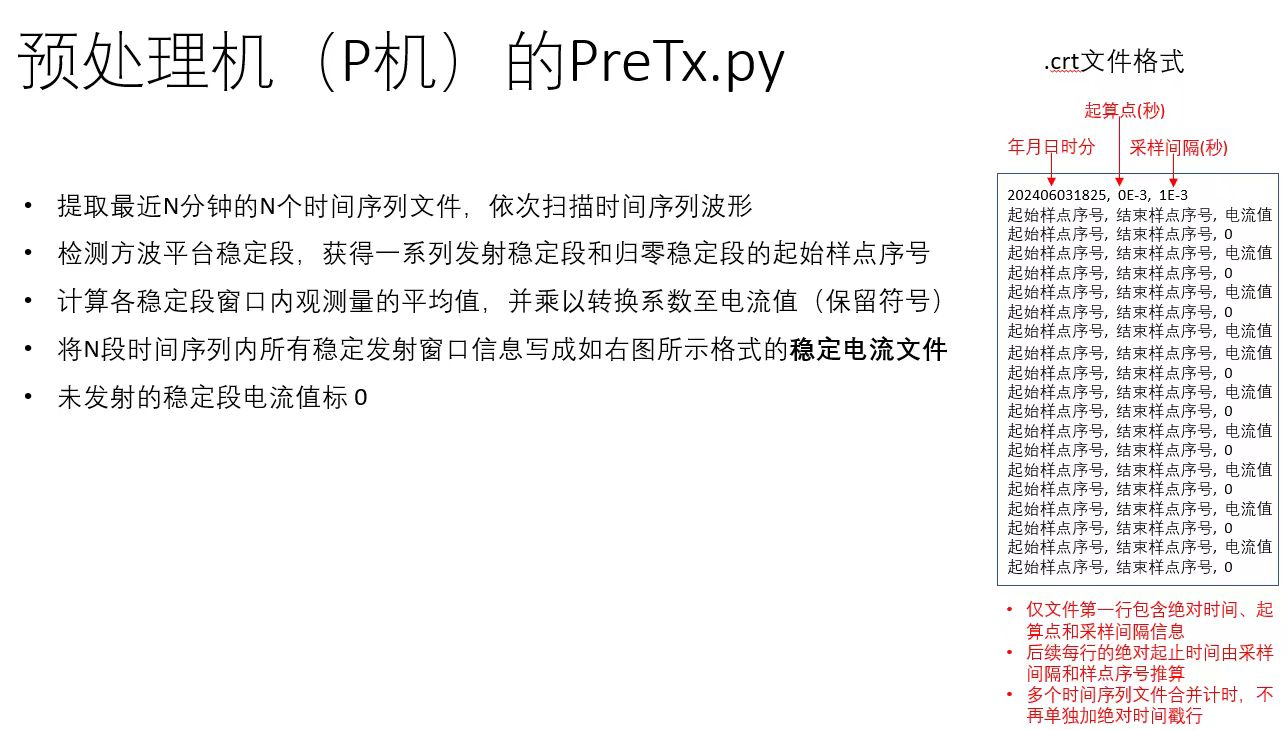 预处理机（P机）的PreTx.py
• 提取最近N分钟的N个时间序列文件，依次扫描时间序列波形
• 检测方波平台稳定段，获得一系列发射稳定段和归零稳定段的起始样点序号
• 计算各稳定段窗口内观测量的平均值，并乘以转换系数至电流值（保留符号）
• 将N段时间序列内所有稳定发射窗口信息写成如右图所示格式的稳定电流文件
• 未发射的稳定段电流值标 0
.crt文件格式
起算点(秒)
年月日时分
采样间隔(秒)
202406031825, 0E-3, 1E-3
起始样点序号, 结束样点序号, 电流值
起始样点序号, 结束样点序号, 0
起始样点序号, 结束样点序号, 电流值
起始样点序号, 结束样点序号, 0
起始样点序号, 结束样点序号, 电流值
起始样点序号, 结束样点序号, 0
起始样点序号, 结束样点序号, 电流值
起始样点序号, 结束样点序号, 电流值
起始样点序号, 结束样点序号, 0
起始样点序号, 结束样点序号, 电流值
起始样点序号, 结束样点序号, 0
起始样点序号, 结束样点序号, 电流值
起始样点序号, 结束样点序号, 0
起始样点序号, 结束样点序号, 电流值
起始样点序号, 结束样点序号, 0
起始样点序号, 结束样点序号, 电流值
起始样点序号, 结束样点序号, 0
起始样点序号, 结束样点序号, 电流值
起始样点序号, 结束样点序号, 0
• 仅文件第一行包含绝对时间、起
算点和采样间隔信息
• 后续每行的绝对起止时间由采样
间隔和样点序号推算
• 多个时间序列文件合并计时，不
再单独加绝对时间戳行